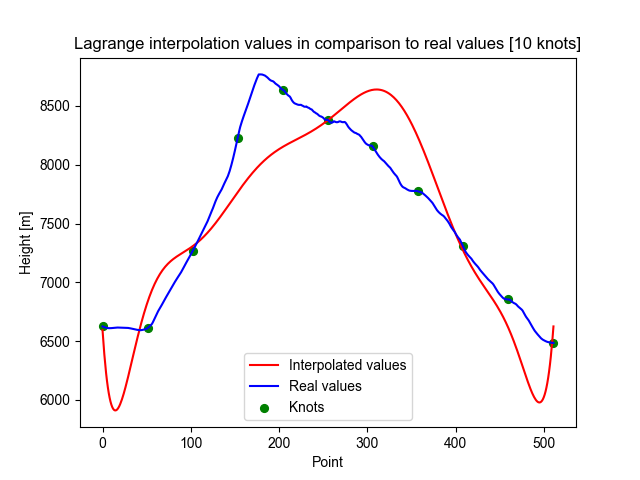 Lagrange interpolation values in comparison to real values [10 knots]
Height [m]
8500
8000
7500
7000
6500
6000
Interpolated values
Real values
Knots
0 100 200 300 400 500
Point